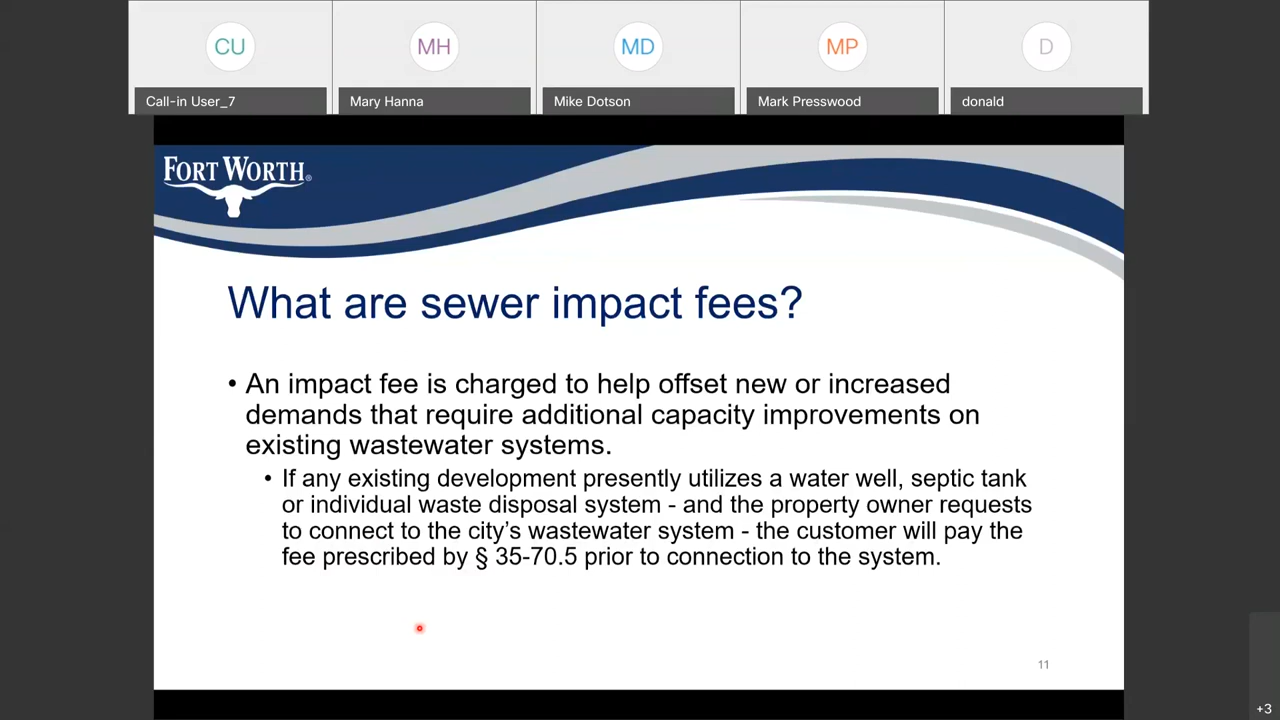 CU
MH
MD
MP
D
Call-in User_7
Mary Hanna
Mike Dotson
Mark Presswood
donald
FORT WORTH®
What are sewer impact fees?
• An impact fee is charged to help offset new or increased
demands that require additional capacity improvements on
existing wastewater systems.
• If any existing development presently utilizes a water well, septic tank
or individual waste disposal system - and the property owner requests
to connect to the city's wastewater system - the customer will pay the
fee prescribed by § 35-70.5 prior to connection to the system.
11
+3